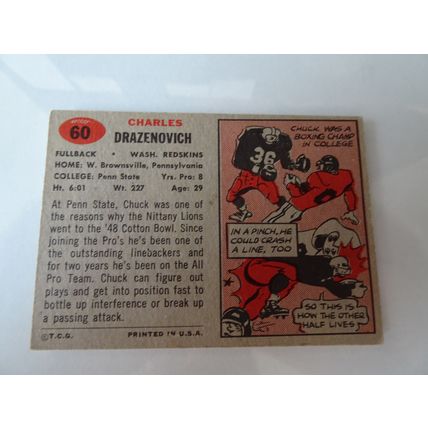 60
CHARLES
DRAZENOVICH
FULLBACK • WASH. REDSKINS
HOME: W. Brownsville, Pennsylvania
COLLEGE: Penn State Yrs. Pro: 8
Ht. 6:01 Wt. 227 Age: 29
At Penn State, Chuck was one of
the reasons why the Nittany Lions
went to the '48 Cotton Bowl. Since
joining the Pro's he's been one of
the outstanding linebackers and
for two years he's been on the All
Pro Team. Chuck can figure out
plays and get into position fast to
bottle up interference or break up
a passing attack.
©T.C.G. PRINTED IN U.S.A.
CHUCK WAS A
BOXING CHAMP
IN COLLEGE
36
IN A PINCH, HE
COULD CRASH
A LINE, TOO
SO THIS IS
HOW THE OTHER
HALF LIVES